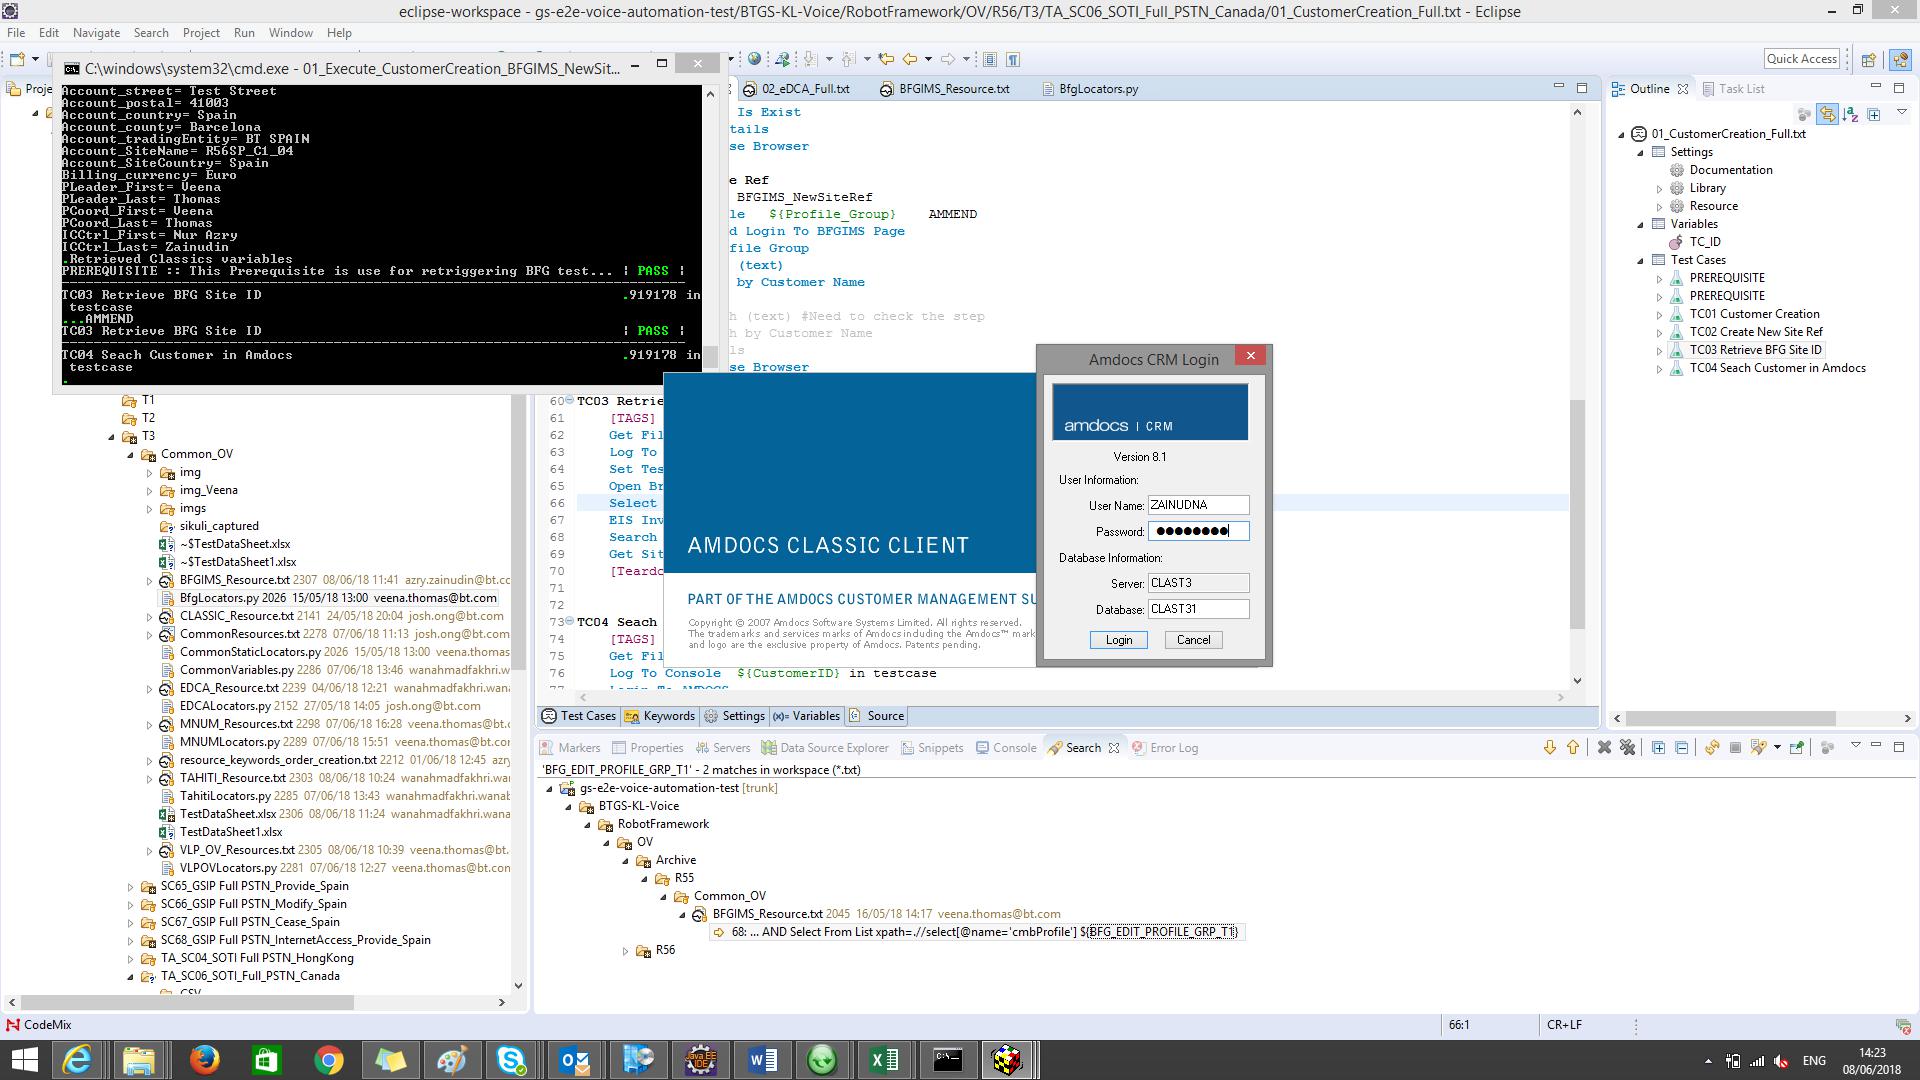 eclipse-workspace - gs-e2e-voice-automation-test/BTGS-KL-Voice/RobotFramework/OV/R56/T3/TA_SC06_SOTI_Full_PSTN_Canada/01_CustomerCreation_Full.txt - Eclipse
File Edit Navigate Search Project Run Window Help
Quick Access
Proje
C:\windows\system32\cmd.exe - 01_Execute_CustomerCreation_BFGIMS_NewSit...
Account_street= Test Street
Account_postal= 41003
Account_country= Spain
Account_county= Barcelona
Account_tradingEntity= BT SPAIN
Account_SiteName= R56SP_C1_04
Account_SiteCountry= Spain
Billing_currency= Euro
PLeader_First= Veena
PLeader_Last= Thomas
PCoord_First= Veena
PCoord_Last= Thomas
ICCtrl_First= Nur Azry
ICCtrl_Last= Zainudin
.Retrieved Classics variables
PREREQUISITE :: This Prerequisite is use for retriggering BFG test... | PASS |
TC03 Retrieve BFG Site ID .919178 in
testcase
...AMMEND
TC03 Retrieve BFG Site ID | PASS |
TC04 Seach Customer in Amdocs .919178 in
testcase
.
T1
T2
T3
Common_OV
img
img_Veena
imgs
sikuli_captured
~$TestDataSheet.xlsx
~$TestDataSheet1.xlsx
BFGIMS_Resource.txt 2307 08/06/18 11:41 azry.zainudin@bt.cc
BfgLocators.py 2026 15/05/18 13:00 veena.thomas@bt.com
CLASSIC_Resource.txt 2141 24/05/18 20:04 josh.ong@bt.com
CommonResources.txt 2278 07/06/18 11:13 josh.ong@bt.com
CommonStaticLocators.py 2026 15/05/18 13:00 veena.thomas
CommonVariables.py 2286 07/06/18 13:46 wanahmadfakhri.w
EDCA_Resource.txt 2239 04/06/18 12:21 wanahmadfakhri.wan
EDCALocators.py 2152 27/05/18 14:05 josh.ong@bt.com
MNUM_Resources.txt 2298 07/06/18 16:28 veena.thomas@bt.c
MNUMLocators.py 2289 07/06/18 15:51 veena.thomas@bt.com
resource_keywords_order_creation.txt 2212 01/06/18 12:45 azry
TAHITI_Resource.txt 2303 08/06/18 10:24 wanahmadfakhri.wa
TahitiLocators.py 2285 07/06/18 13:43 wanahmadfakhri.wanab
TestDataSheet.xlsx 2306 08/06/18 11:24 wanahmadfakhri.wana
TestDataSheet1.xlsx
VLP_OV_Resources.txt 2305 08/06/18 10:39 veena.thomas@bt.
VLPOVLocators.py 2281 07/06/18 12:27 veena.thomas@bt.con
SC65_GSIP Full PSTN_Provide_Spain
SC66_GSIP Full PSTN_Modify_Spain
SC67_GSIP Full PSTN_Cease_Spain
SC68_GSIP Full PSTN_InternetAccess_Provide_Spain
TA_SC04_SOTI Full PSTN_HongKong
TA_SC06_SOTI_Full_PSTN_Canada
CSV
02_eDCA_Full.txt BFGIMS_Resource.txt BfgLocators.py
Is Exist
tails
se Browser
e Ref
BFGIMS_NewSiteRef
le ${Profile_Group} AMMEND
d Login To BFGIMS Page
file Group
(text)
by Customer Name
h (text) #Need to check the step
h by Customer Name
ls
se Browser
60 TC03 Retrie
61 [TAGS]
62 Get Fil
63 Log To
64 Set Tes
65 Open Br
66 Select
67 EIS Inv
68 Search
69 Get Sit
70 [Teardo
71
72
73 TC04 Seach
74 [TAGS]
75 Get Fil
76 Log To Console ${CustomerID} in testcase
77 Login To AMDOCS
Test Cases Keywords Settings Variables Source
AMDOCS CLASSIC CLIENT
PART OF THE AMDOCS CUSTOMER MANAGEMENT SU
Copyright © 2007 Amdocs Software Systems Limited. All rights reserved.
The trademarks and services marks of Amdocs including the Amdocs™ mark
and logo are the exclusive property of Amdocs. Patents pending.
Amdocs CRM Login
amdocs | CRM
Version 8.1
User Information:
User Name: ZAINUDNA
Password: ●●●●●●●●
Database Information:
Server: CLAST3
Database: CLAST31
Login Cancel
Outline Task List
01_CustomerCreation_Full.txt
Settings
Documentation
Library
Resource
Variables
TC_ID
Test Cases
PREREQUISITE
PREREQUISITE
TC01 Customer Creation
TC02 Create New Site Ref
TC03 Retrieve BFG Site ID
TC04 Seach Customer in Amdocs
Markers Properties Servers Data Source Explorer Snippets Console Search Error Log
'BFG_EDIT_PROFILE_GRP_T1' - 2 matches in workspace (*.txt)
gs-e2e-voice-automation-test [trunk]
BTGS-KL-Voice
RobotFramework
OV
Archive
R55
Common_OV
BFGIMS_Resource.txt 2045 16/05/18 14:17 veena.thomas@bt.com
68: ... AND Select From List xpath=.//select[@name='cmbProfile'] ${BFG_EDIT_PROFILE_GRP_T1}
R56
CodeMix
66:1
CR+LF
ENG
14:23
08/06/2018